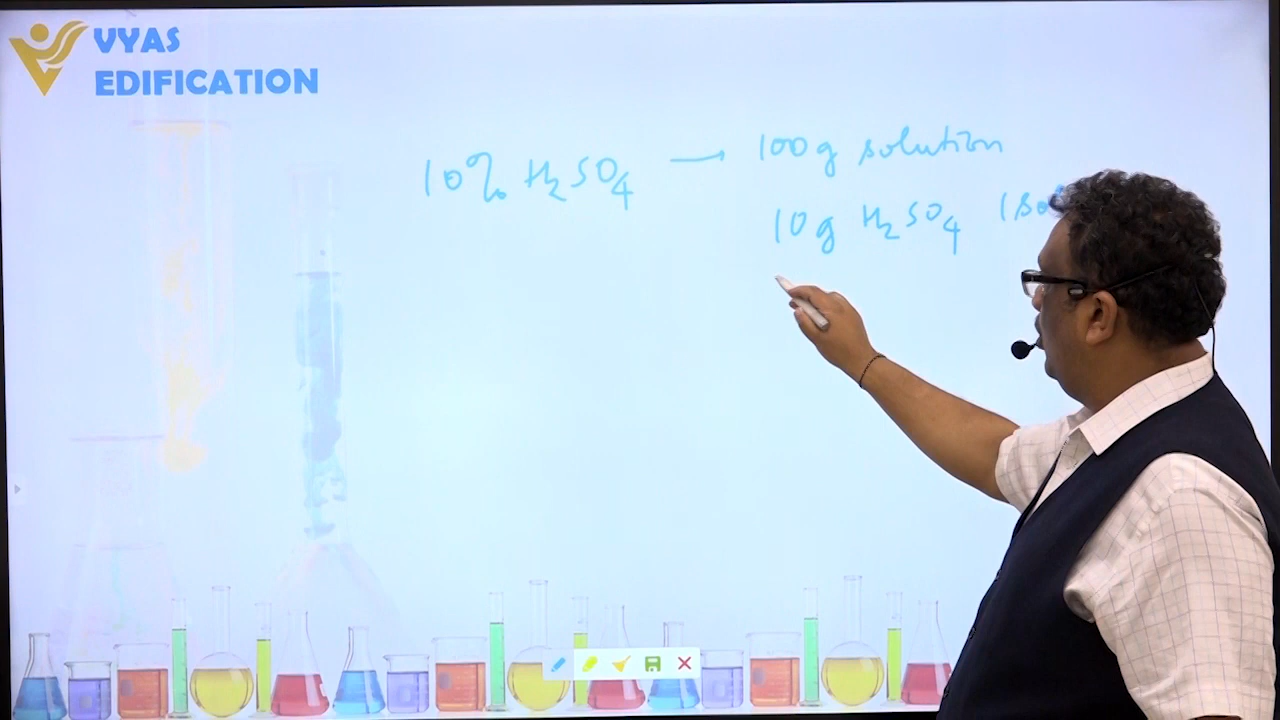 VYAS
EDIFICATION
10% H₂SO₄ → 100g solution
10g H₂SO₄